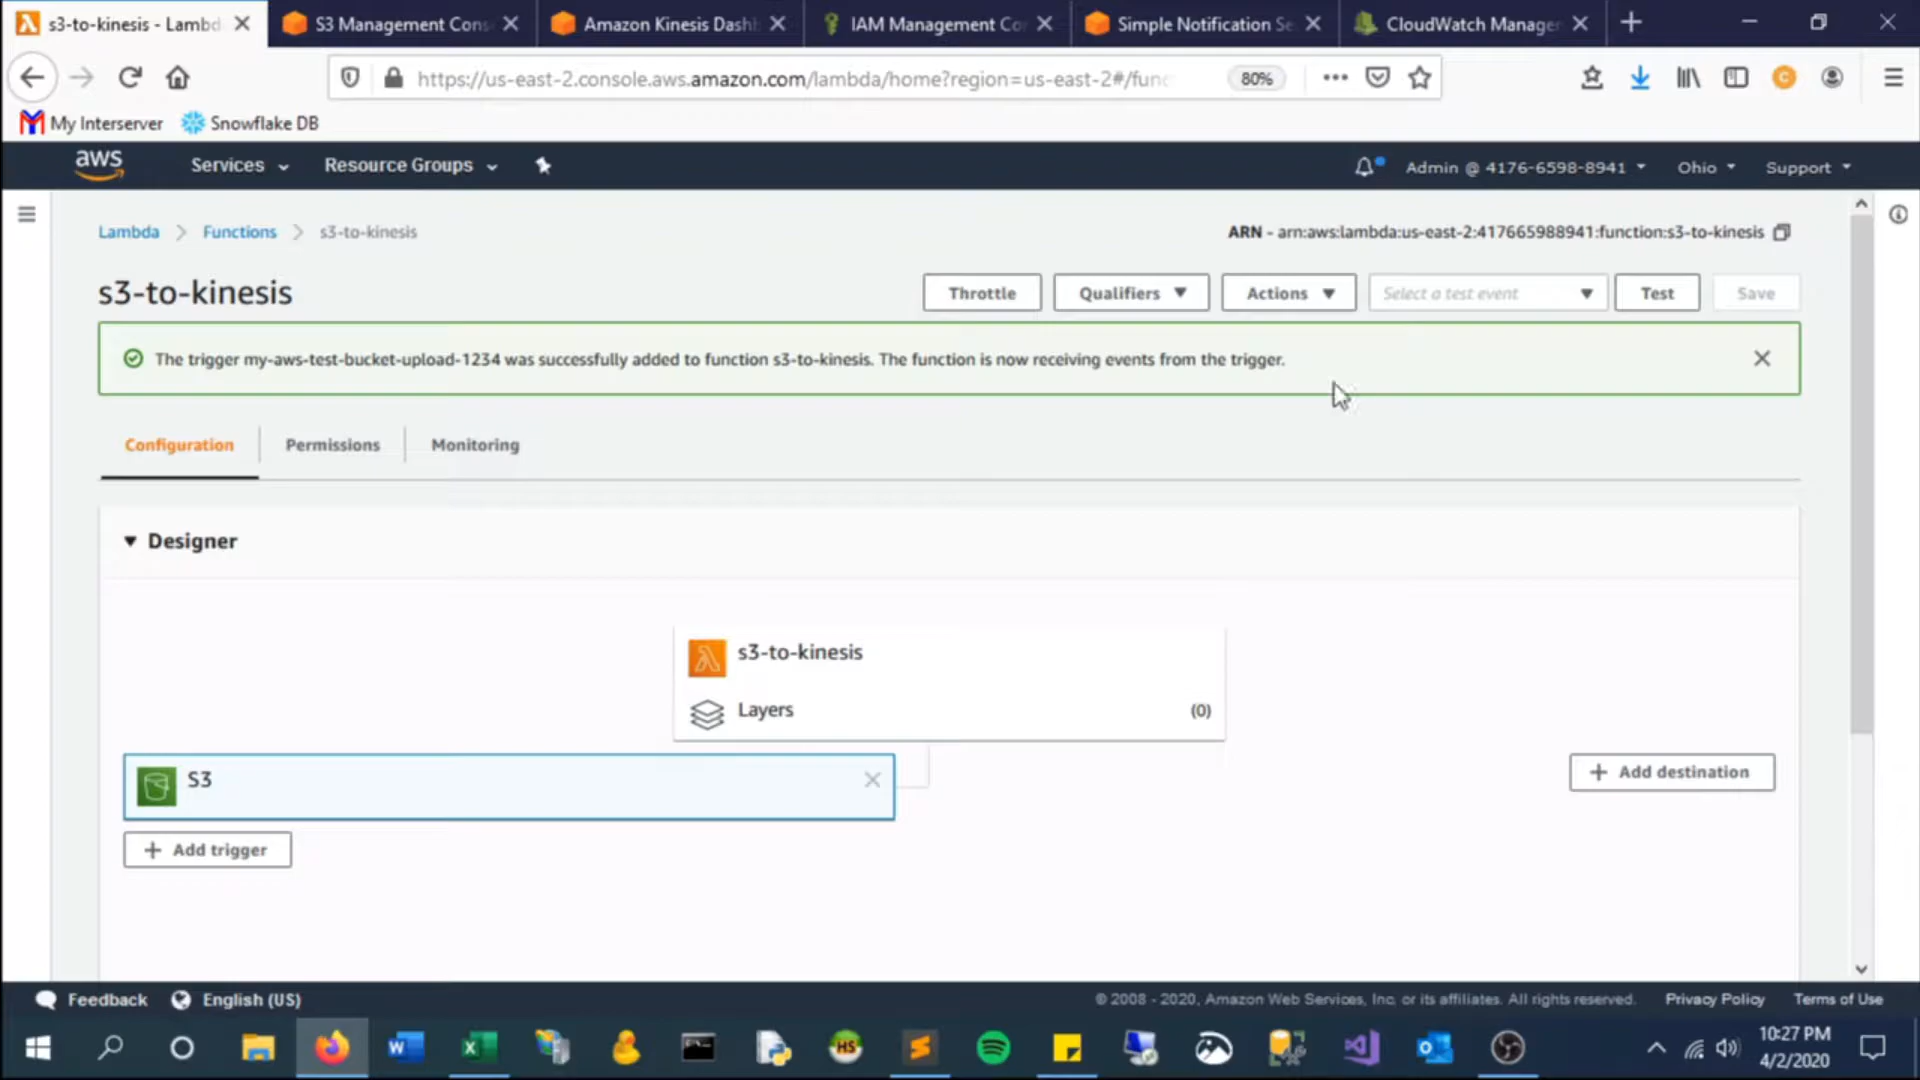 s3-to-kinesis - Lambd
S3 Management Cons
Amazon Kinesis Dashb
IAM Management Co
Simple Notification Se
CloudWatch Manager
https://us-east-2.console.aws.amazon.com/lambda/home?region=us-east-2#/func
80%
My Interserver
Snowflake DB
aws
Services
Resource Groups
Admin @ 4176-6598-8941
Ohio
Support
Lambda
Functions
s3-to-kinesis
ARN - arn:aws:lambda:us-east-2:417665988941:function:s3-to-kinesis
s3-to-kinesis
Throttle
Qualifiers
Actions
Select a test event
Test
Save
The trigger my-aws-test-bucket-upload-1234 was successfully added to function s3-to-kinesis. The function is now receiving events from the trigger.
Configuration
Permissions
Monitoring
Designer
s3-to-kinesis
Layers
(0)
S3
+ Add destination
+ Add trigger
Feedback
English (US)
© 2008 - 2020, Amazon Web Services, Inc. or its affiliates. All rights reserved.
Privacy Policy
Terms of Use
W
X
HS
10:27 PM
4/2/2020